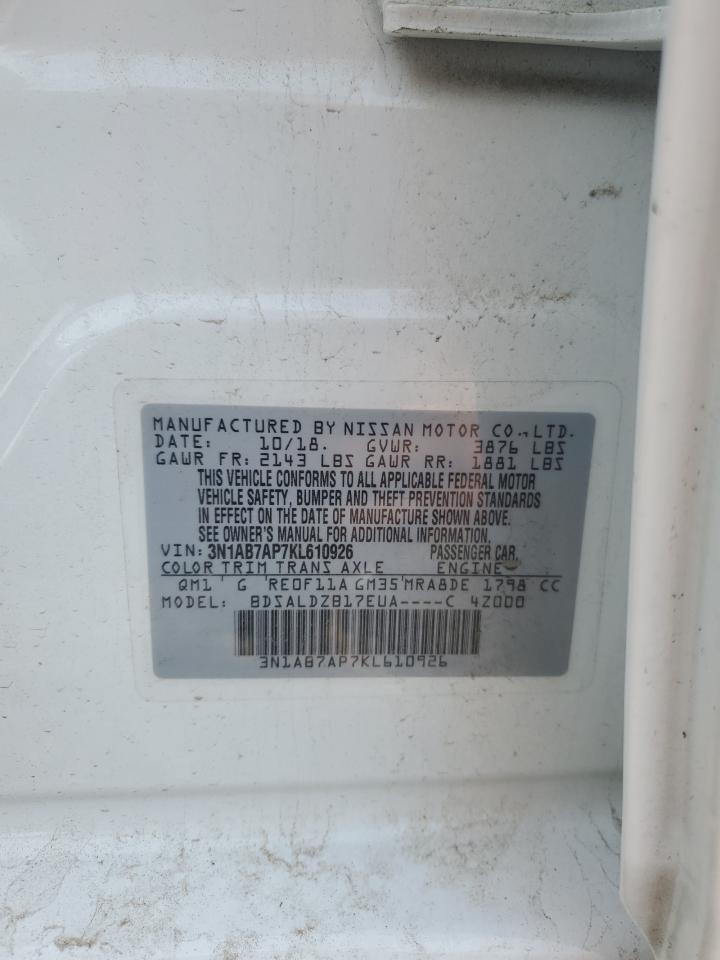 MANUFACTURED BY NISSAN MOTOR CO.,LTD.
DATE: 10/18. GVWR: 3876 LBS
GAWR FR: 2143 LBS GAWR RR: 1881 LBS
THIS VEHICLE CONFORMS TO ALL APPLICABLE FEDERAL MOTOR
VEHICLE SAFETY, BUMPER AND THEFT PREVENTION STANDARDS
IN EFFECT ON THE DATE OF MANUFACTURE SHOWN ABOVE.
SEE OWNER'S MANUAL FOR ADDITIONAL INFORMATION.
VIN: 3N1AB7AP7KL610926 PASSENGER CAR.
COLOR TRIM TRANS AXLE ENGINE
QM1 ' G 'RE0F11A GM35'MRA8DE 1798 CC
MODEL: BDSALDZB17EUA----C 4Z000
3N1AB7AP7KL610926